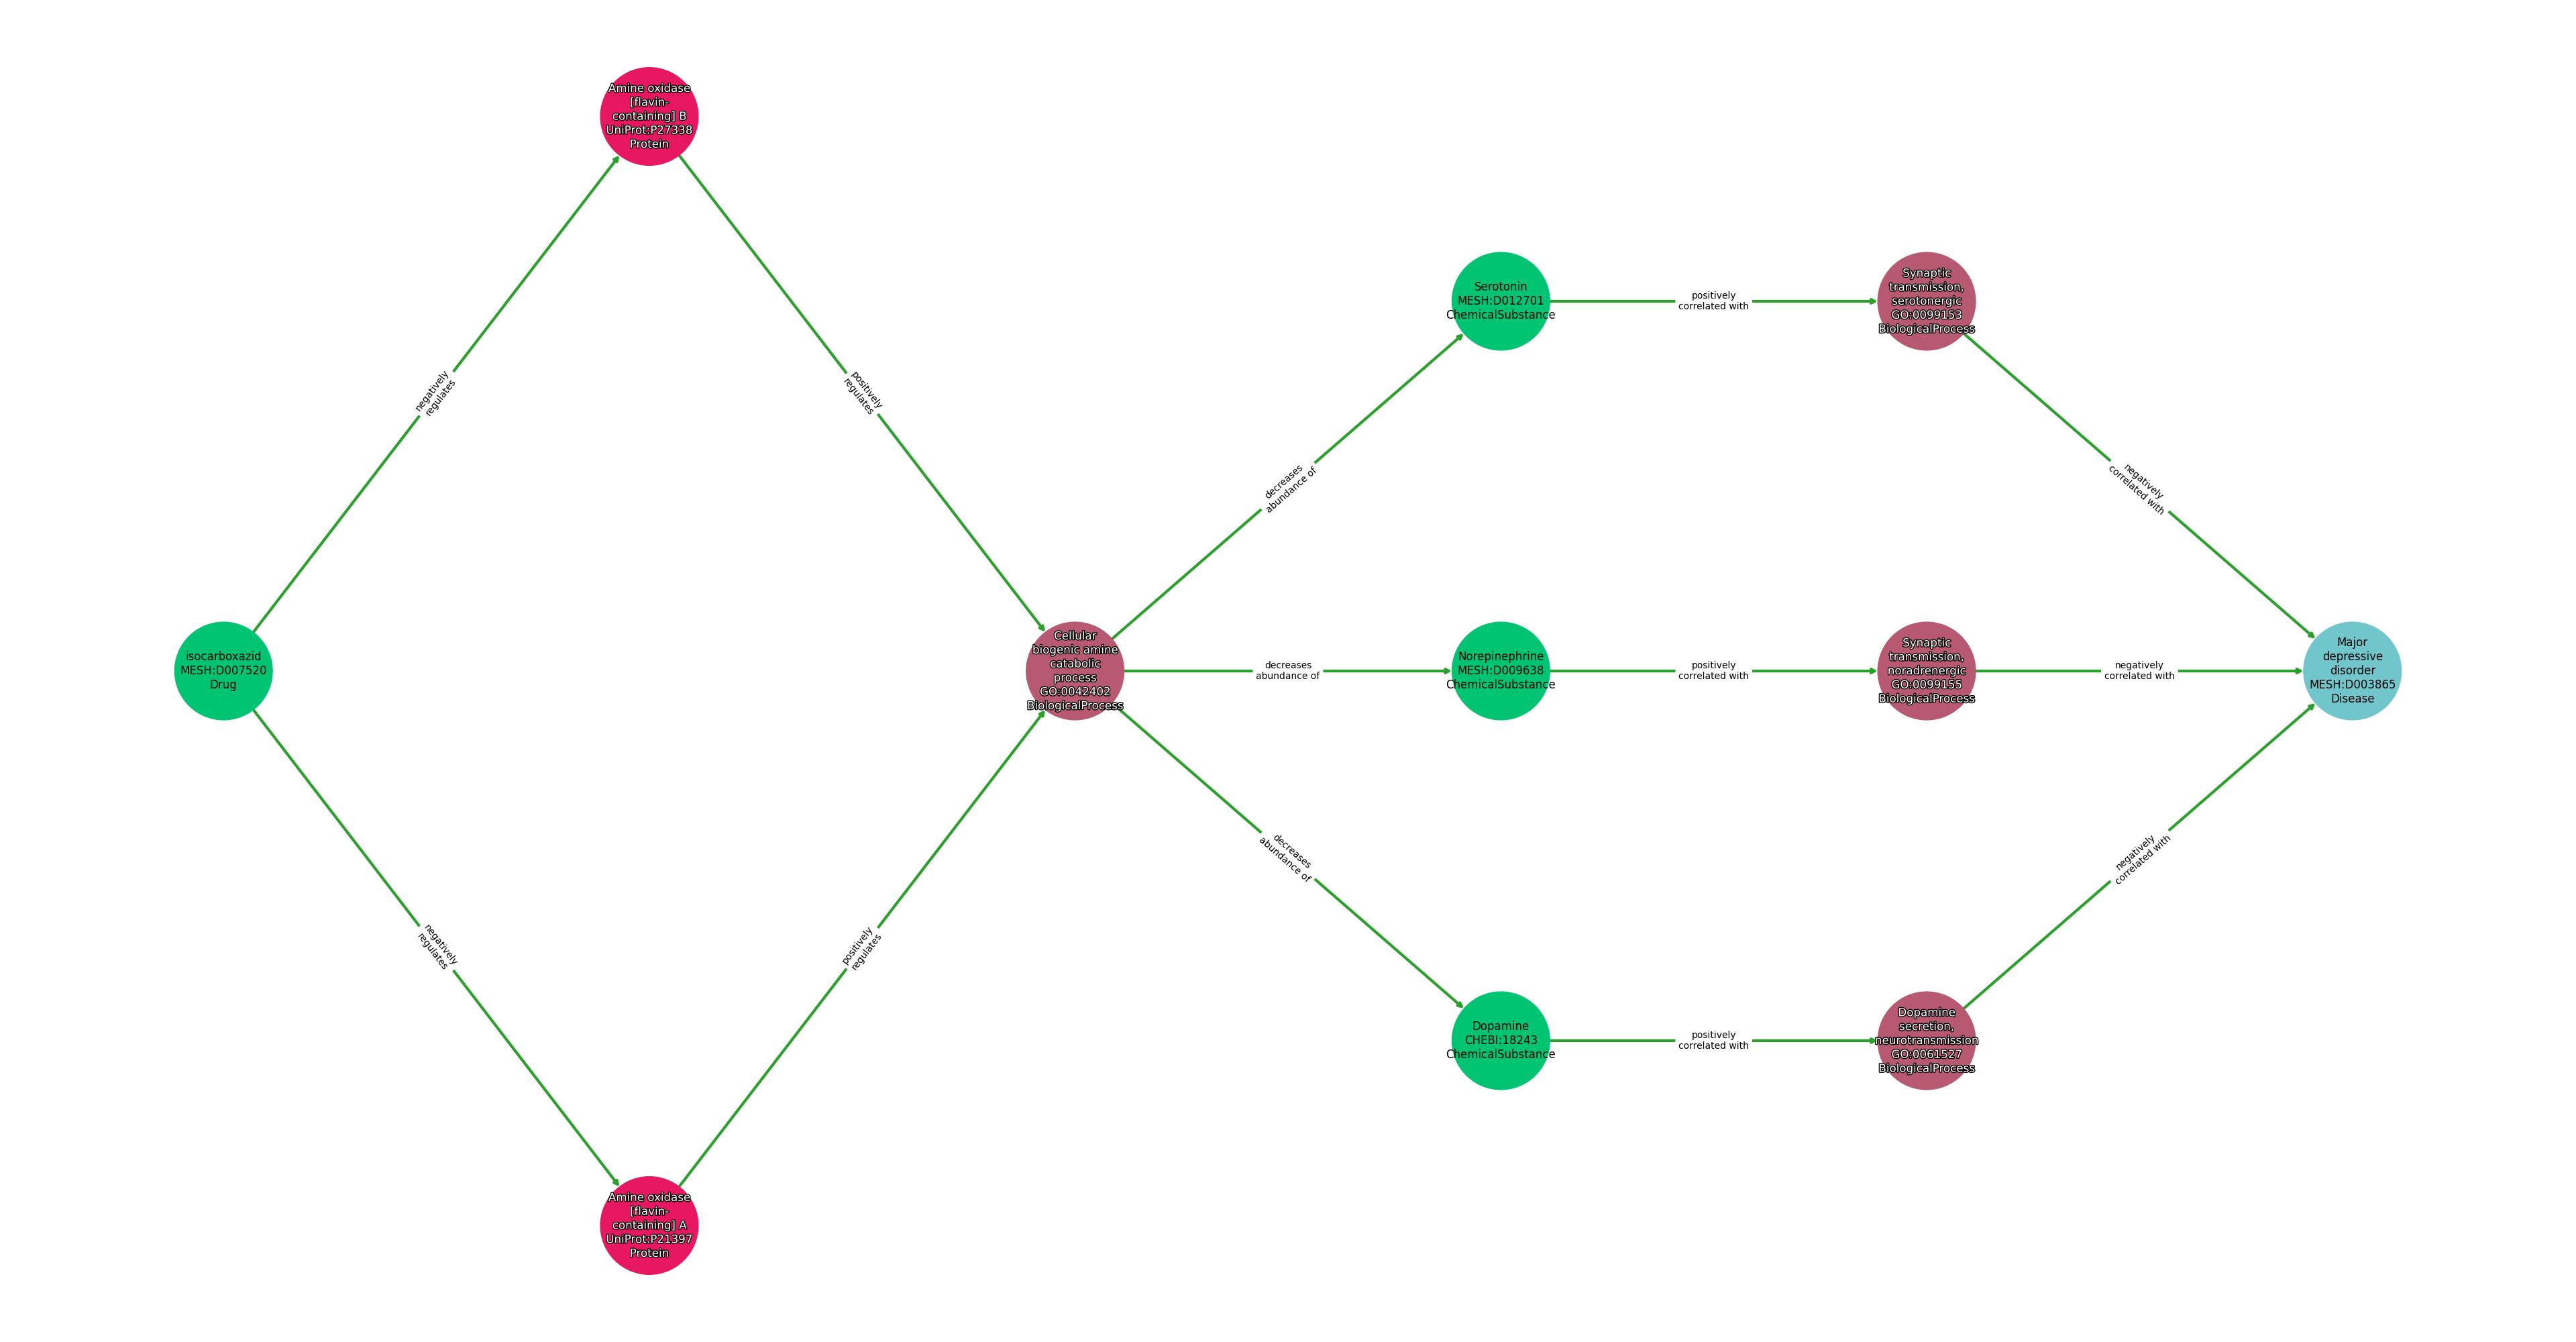 Amine oxidase
[flavin-
containing] B
UniProt:P27338
Protein
negatively
regulates
positively
regulates
Serotonin
MESH:D012701
ChemicalSubstance
positively
correlated with
Synaptic
transmission,
serotonergic
GO:0099153
BiologicalProcess
decreases
abundance of
negatively
correlated with
isocarboxazid
MESH:D007520
Drug
Cellular
biogenic amine
catabolic
process
GO:0042402
BiologicalProcess
decreases
abundance of
Norepinephrine
MESH:D009638
ChemicalSubstance
positively
correlated with
Synaptic
transmission,
noradrenergic
GO:0099155
BiologicalProcess
negatively
correlated with
Major
depressive
disorder
MESH:D003865
Disease
decreases
abundance of
negatively
correlated with
negatively
regulates
positively
regulates
Dopamine
CHEBI:18243
ChemicalSubstance
positively
correlated with
Dopamine
secretion,
neurotransmission
GO:0061527
BiologicalProcess
Amine oxidase
[flavin-
containing] A
UniProt:P21397
Protein